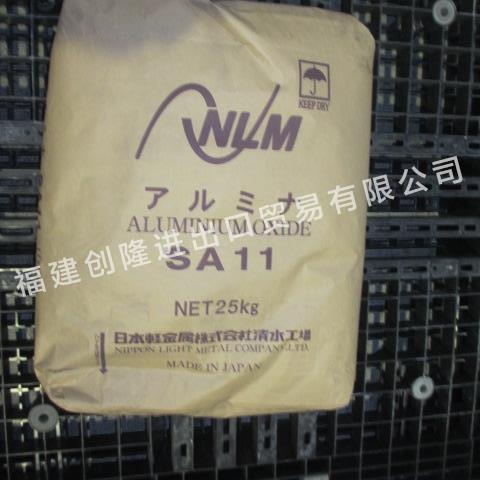 NLM
KEEP DRY
アルミナ
ALUMINIUM OXIDE
SA11
NET25kg
日本軽金属株式会社清水工場
NIPPON LIGHT METAL COMPANY,LTD.
MADE IN JAPAN
福建创隆进出口贸易有限公司